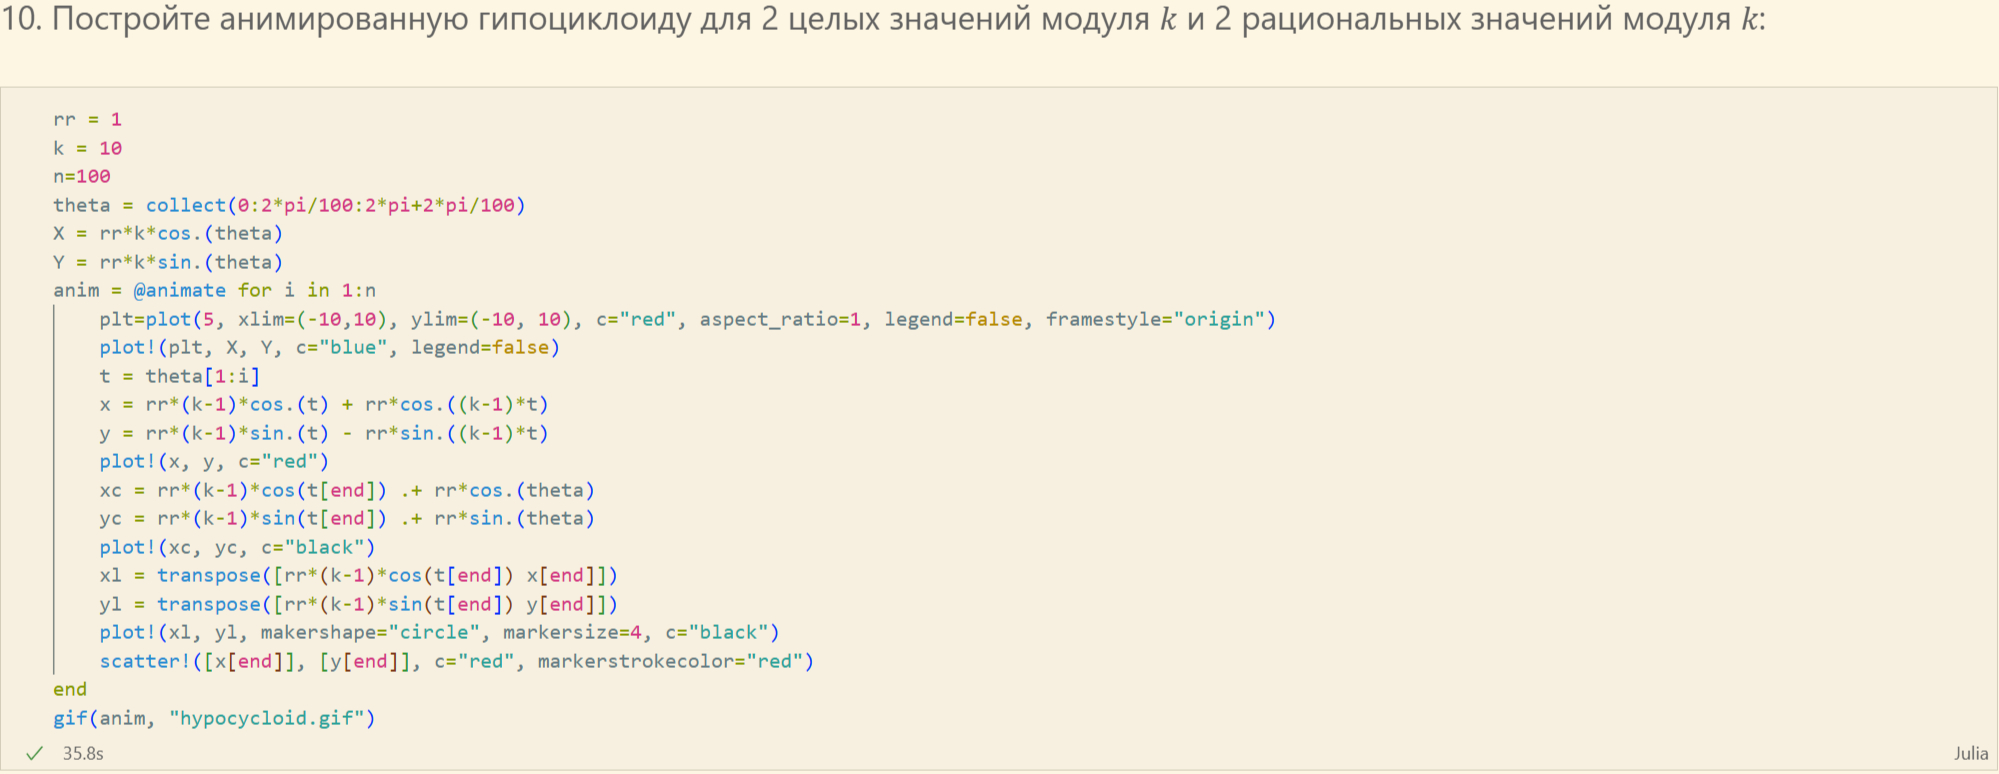 10. Постройте анимированную гипоциклоиду для 2 целых значений модуля k и 2 рациональных значений модуля k:
rr = 1
k = 10
n=100
theta = collect(0:2*pi/100:2*pi+2*pi/100)
X = rr*k*cos.(theta)
Y = rr*k*sin.(theta)
anim = @animate for i in 1:n
    plt=plot(5, xlim=(-10,10), ylim=(-10, 10), c="red", aspect_ratio=1, legend=false, framestyle="origin")
    plot!(plt, X, Y, c="blue", legend=false)
    t = theta[1:i]
    x = rr*(k-1)*cos.(t) + rr*cos.((k-1)*t)
    y = rr*(k-1)*sin.(t) - rr*sin.((k-1)*t)
    plot!(x, y, c="red")
    xc = rr*(k-1)*cos(t[end]) .+ rr*cos.(theta)
    yc = rr*(k-1)*sin(t[end]) .+ rr*sin.(theta)
    plot!(xc, yc, c="black")
    xl = transpose([rr*(k-1)*cos(t[end]) x[end]])
    yl = transpose([rr*(k-1)*sin(t[end]) y[end]])
    plot!(xl, yl, makershape="circle", markersize=4, c="black")
    scatter!([x[end]], [y[end]], c="red", markerstrokecolor="red")
end
gif(anim, "hypocycloid.gif")
35.8s
Julia